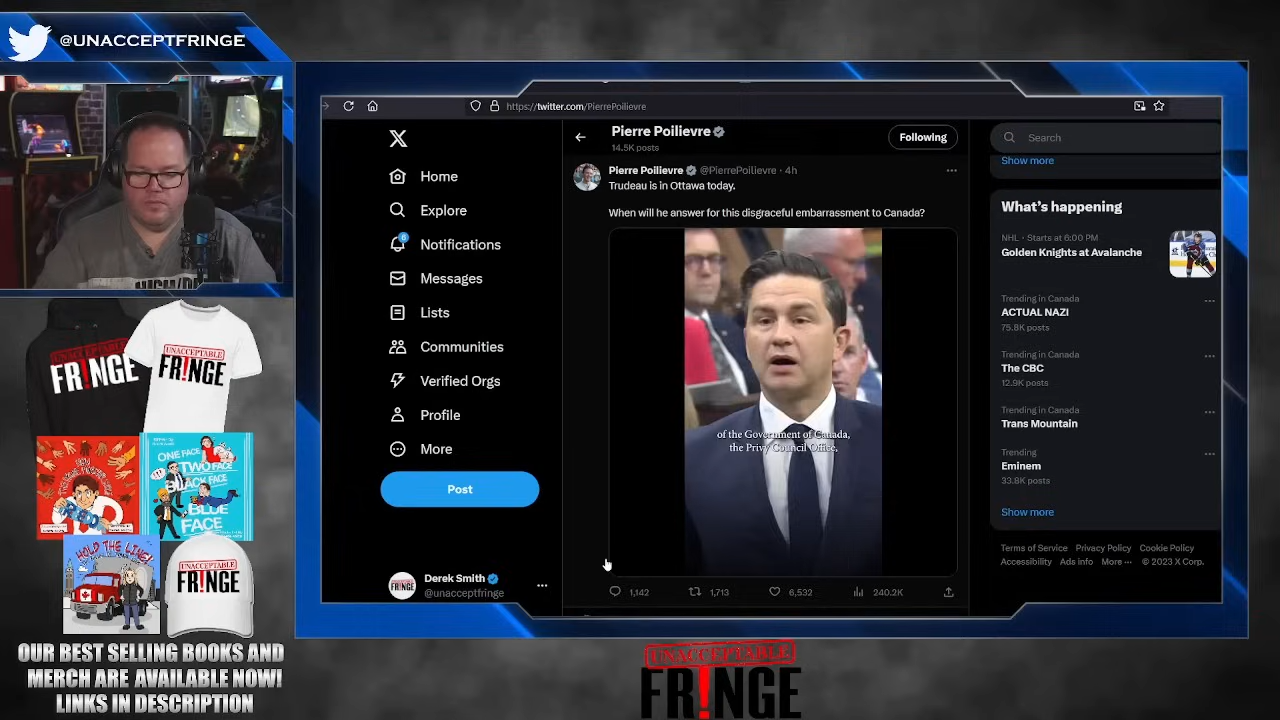 @UNACCEPTFRINGE
https://twitter.com/PierrePoilievre
Pierre Poilievre
14.5K posts
Following
Search
Show more
Home
Explore
6
Notifications
Messages
Lists
Communities
Verified Orgs
Profile
More
Post
Derek Smith
@unacceptfringe
Pierre Poilievre @PierrePoilievre · 4h
Trudeau is in Ottawa today.
When will he answer for this disgraceful embarrassment to Canada?
of the Government of Canada,
the Privy Council Office,
1,142
1,713
6,532
240.2K
What's happening
NHL · Starts at 6:00 PM
Golden Knights at Avalanche
Trending in Canada
ACTUAL NAZI
75.8K posts
Trending in Canada
The CBC
12.9K posts
Trending in Canada
Trans Mountain
Trending
Eminem
33.8K posts
Show more
Terms of Service Privacy Policy Cookie Policy
Accessibility Ads info More ··· © 2023 X Corp.
UNACCEPTABLE
FR!NGE
UNACCEPTABLE
FR!NGE
ONE FACE
TWO FACE
BLACK FACE
BLUE
FACE
HOLD THE LINE!
UNACCEPTABLE
FR!NGE
OUR BEST SELLING BOOKS AND
MERCH ARE AVAILABLE NOW!
LINKS IN DESCRIPTION
UNACCEPTABLE
FR!NGE